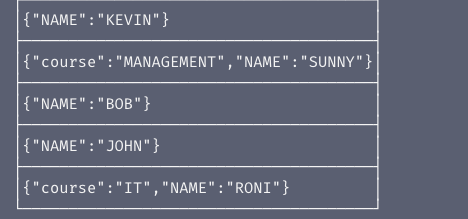 {"NAME":"KEVIN"}
{"course":"MANAGEMENT","NAME":"SUNNY"}
{"NAME":"BOB"}
{"NAME":"JOHN"}
{"course":"IT","NAME":"RONI"}